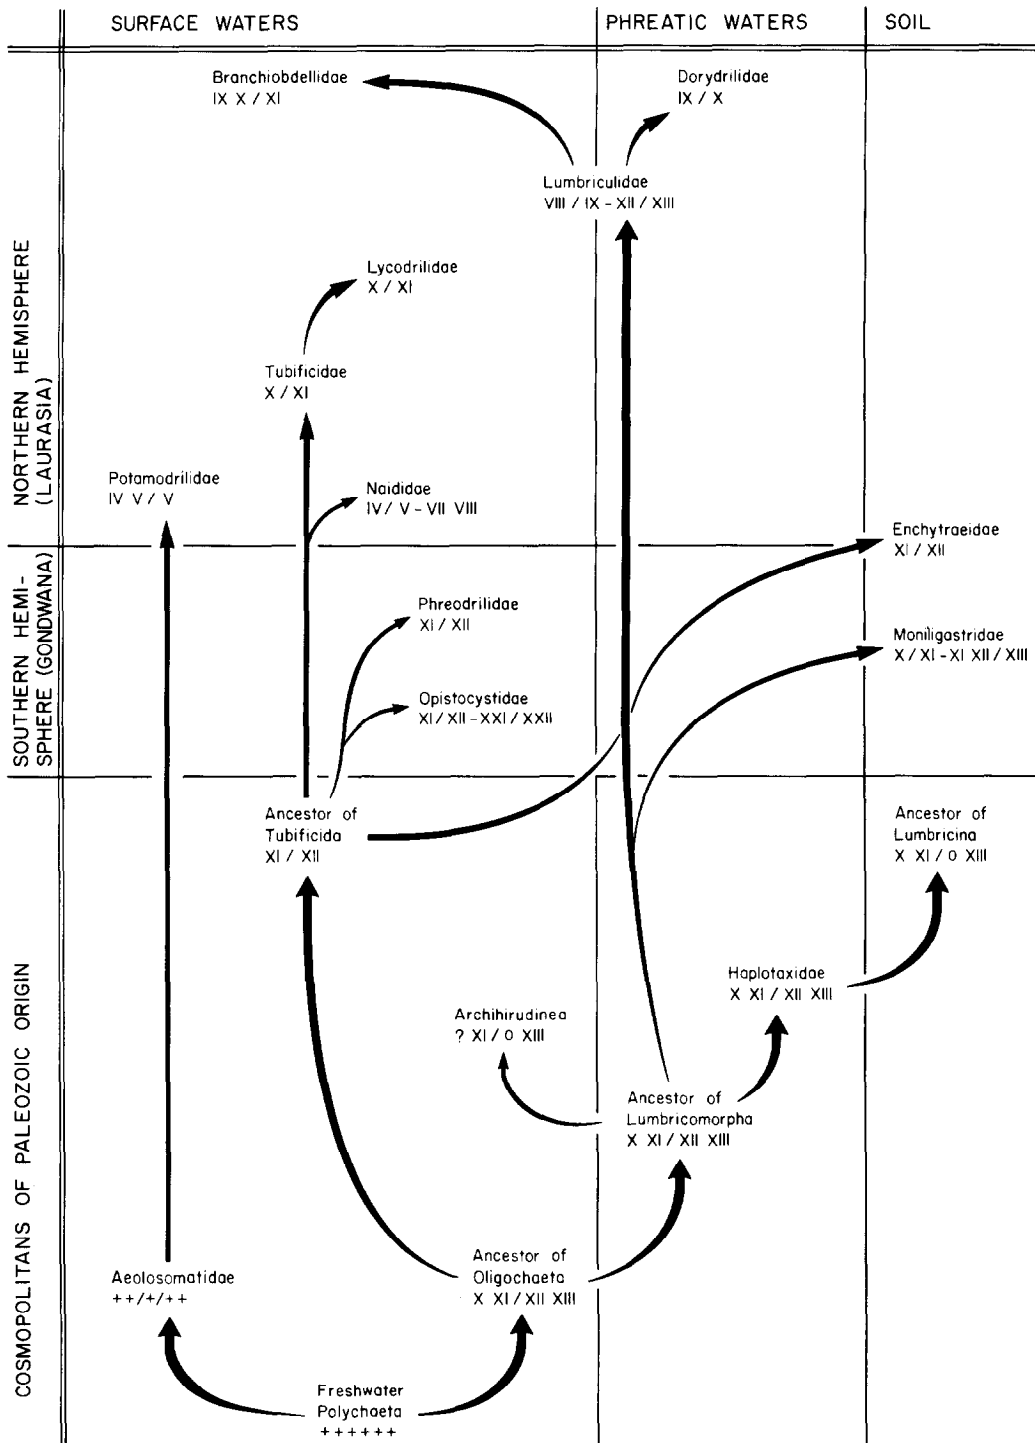 SURFACE WATERS
PHREATIC WATERS
SOIL
NORTHERN HEMISPHERE
(LAURASIA)
SOUTHERN HEMI-
SPHERE (GONDWANA)
COSMOPOLITANS OF PALEOZOIC ORIGIN
Branchiobdellidae
IX X / XI
Dorydrilidae
IX / X
Lumbriculidae
VIII / IX - XII / XIII
Lycodrilidae
X / XI
Tubificidae
X / XI
Potamodrilidae
IV V / V
Naididae
IV / V - VII VIII
Enchytraeidae
XI / XII
Phreodrilidae
XI / XII
Moniligastridae
X / XI - XI XII / XIII
Opistocystidae
XI / XII - XXI / XXII
Ancestor of
Tubificida
XI / XII
Ancestor of
Lumbricina
X XI / O XIII
Haplotaxidae
X XI / XII XIII
Archihirudinea
? XI / O XIII
Ancestor of
Lumbricomorpha
X XI / XII XIII
Ancestor of
Oligochaeta
X XI / XII XIII
Aeolosomatidae
++/+/++
Freshwater
Polychaeta
++++++